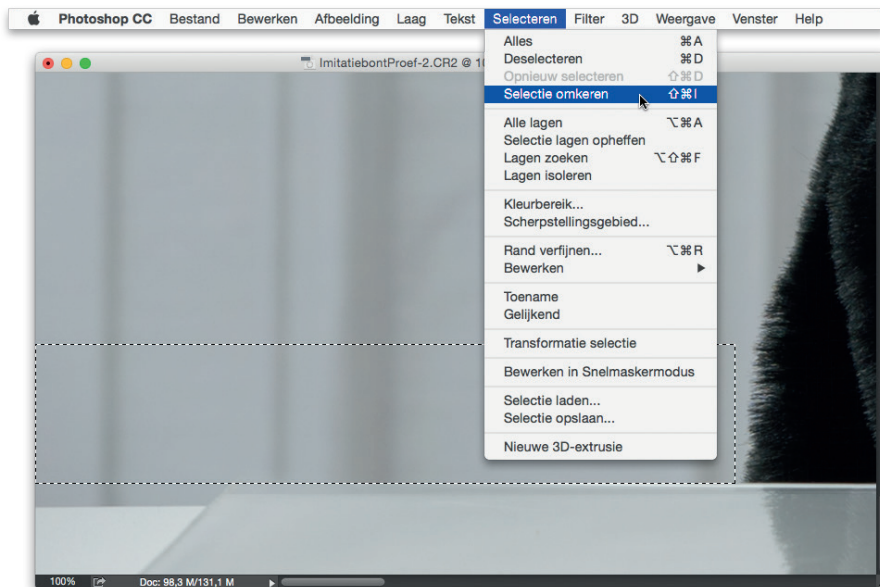 Photoshop CC Bestand Bewerken Afbeelding Laag Tekst Selecteren Filter 3D Weergave Venster Help
ImitatiebontProef-2.CR2 @ 10
Alles ⌘A
Deselecteren ⌘D
Opnieuw selecteren ⇧⌘D
Selectie omkeren ⇧⌘I
Alle lagen ⌥⌘A
Selectie lagen opheffen
Lagen zoeken ⌥⇧⌘F
Lagen isoleren
Kleurbereik...
Scherpstellingsgebied...
Rand verfijnen... ⌥⌘R
Bewerken
Toename
Gelijkend
Transformatie selectie
Bewerken in Snelmaskermodus
Selectie laden...
Selectie opslaan...
Nieuwe 3D-extrusie
100% Doc: 98,3 M/131,1 M